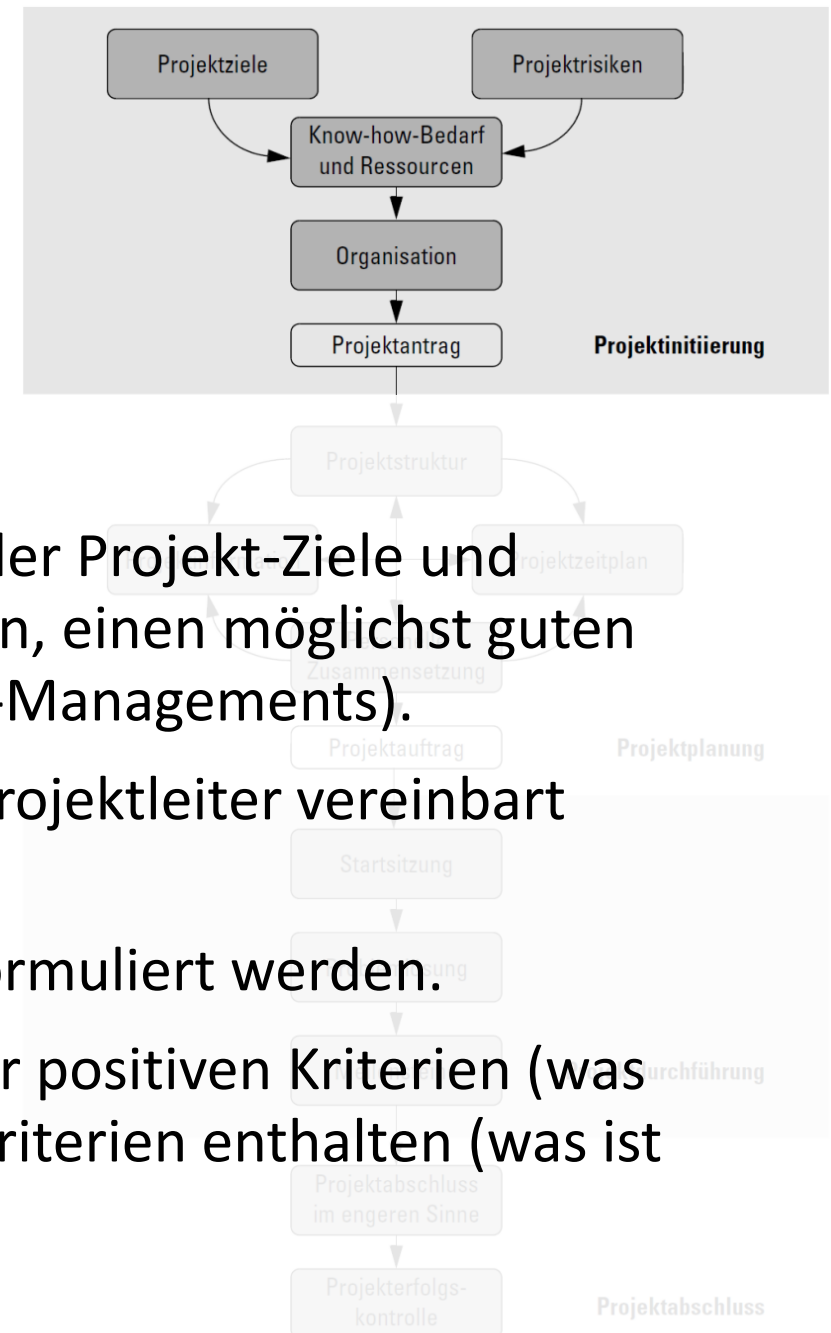 Projektziele
Projektrisiken
Know-how-Bedarf
und Ressourcen
Organisation
Projektantrag
Projektinitiierung
Projektstruktur
der Projekt-Ziele und
Projektzeitplan
n, einen möglichst guten
Zusammensetzung
-Managements).
Projektauftrag
Projektplanung
rojektleiter vereinbart
Startsitzung
ormuliert werden.
r positiven Kriterien (was
riterien enthalten (was ist
Projektabschluss
im engeren Sinne
Projekterfolgs-
kontrolle
Projektabschluss